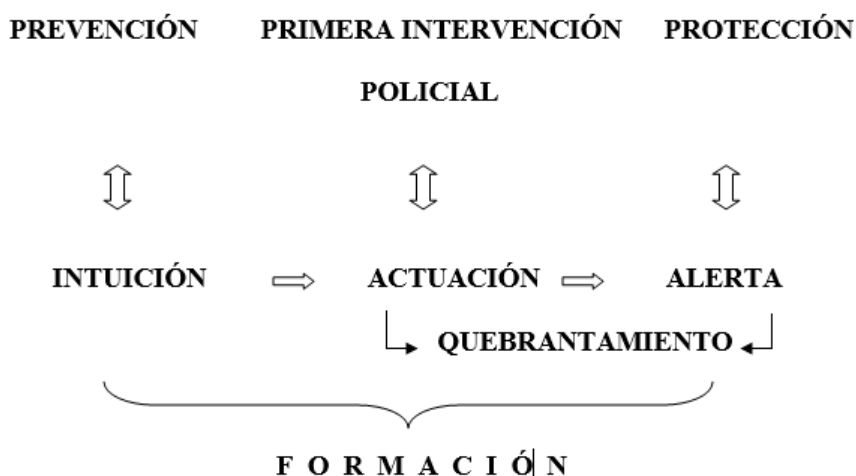 PREVENCIÓN PRIMERA INTERVENCIÓN PROTECCIÓN
POLICIAL
INTUICIÓN ACTUACIÓN ALERTA
QUEBRANTAMIENTO
F O R M A C I Ó N